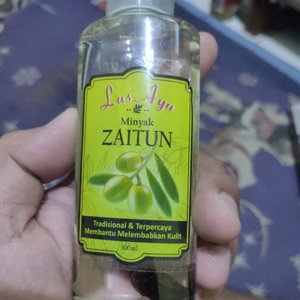 Lus Ayu
Minyak
ZAITUN
Tradisional & Terpercaya
Membantu Melembabkan Kulit
100 ml